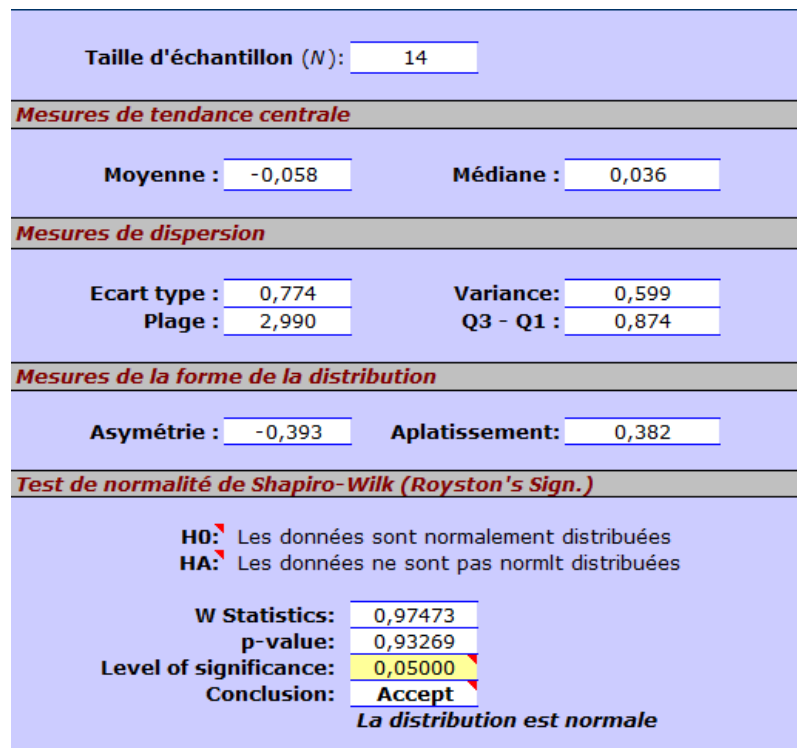 Taille d'échantillon (N): 14
Mesures de tendance centrale
Moyenne : -0,058 Médiane : 0,036
Mesures de dispersion
Ecart type : 0,774 Variance: 0,599
Plage : 2,990 Q3 - Q1 : 0,874
Mesures de la forme de la distribution
Asymétrie : -0,393 Aplatissement: 0,382
Test de normalité de Shapiro-Wilk (Royston's Sign.)
H0: Les données sont normalement distribuées
HA: Les données ne sont pas normlt distribuées
W Statistics: 0,97473
p-value: 0,93269
Level of significance: 0,05000
Conclusion: Accept
La distribution est normale